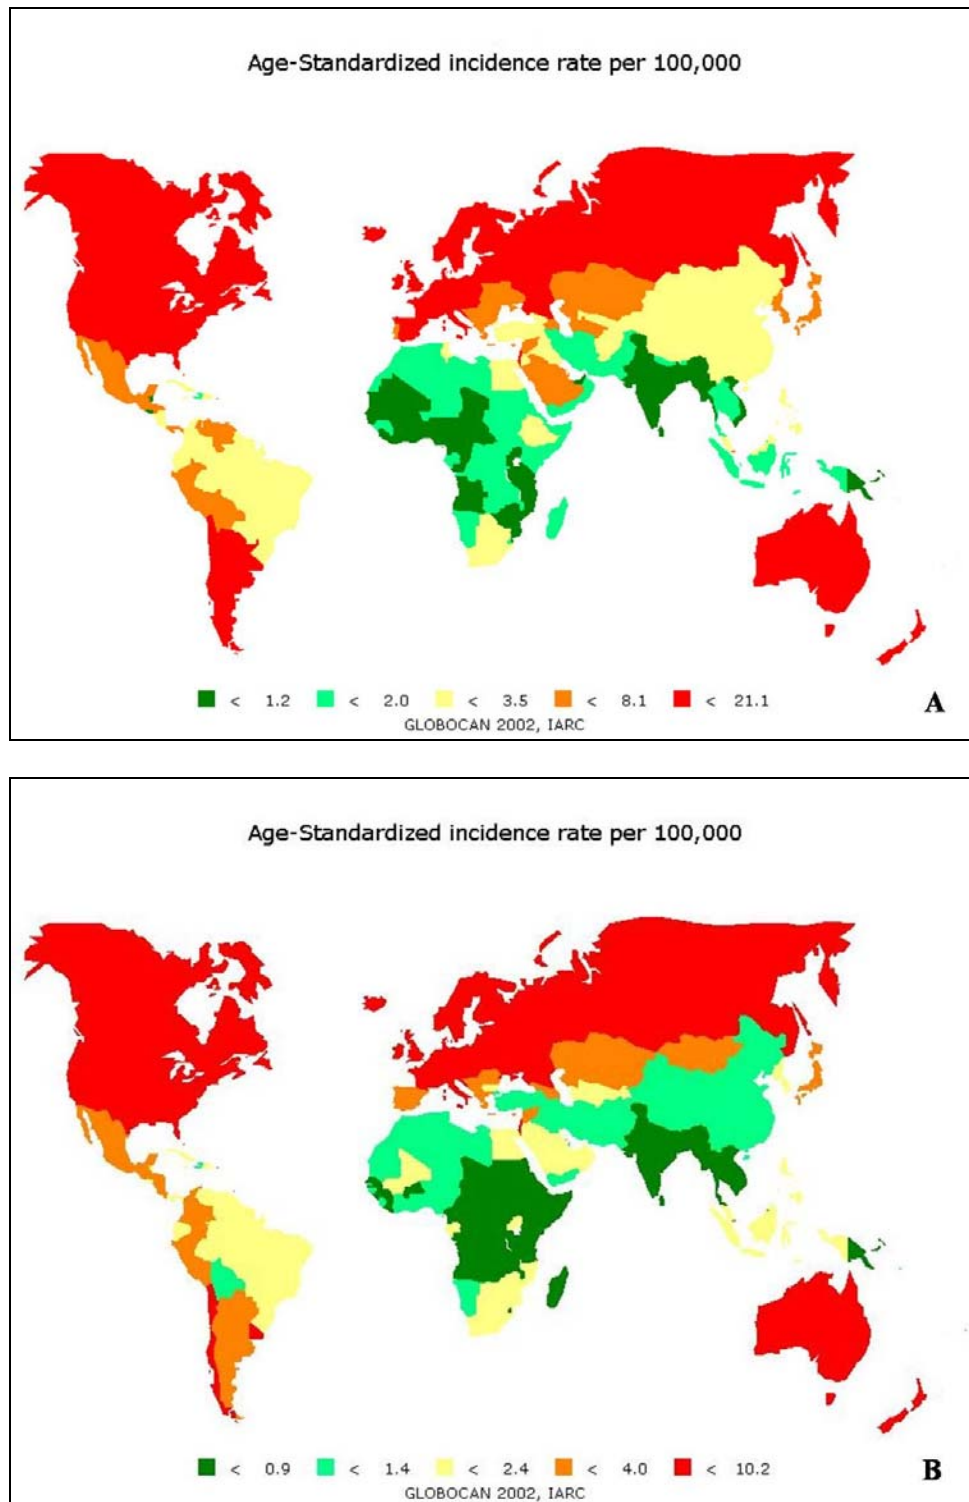 Age-Standardized incidence rate per 100,000
< 1.2 < 2.0 < 3.5 < 8.1 < 21.1
GLOBOCAN 2002, IARC
A
Age-Standardized incidence rate per 100,000
< 0.9 < 1.4 < 2.4 < 4.0 < 10.2
GLOBOCAN 2002, IARC
B